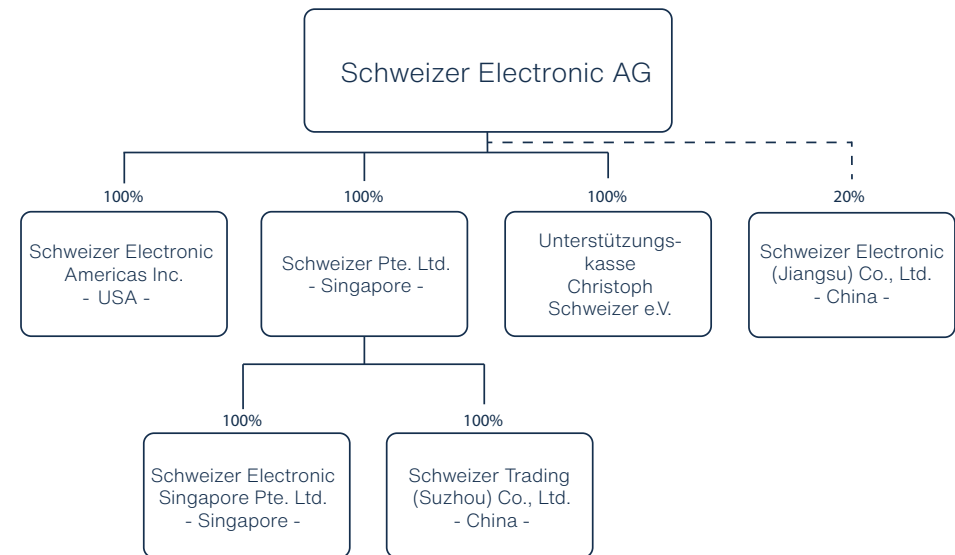 Schweizer Electronic AG
100%
100%
100%
20%
Schweizer Electronic
Americas Inc.
- USA -
Schweizer Pte. Ltd.
- Singapore -
Unterstützungs-
kasse
Christoph
Schweizer e.V.
Schweizer Electronic
(Jiangsu) Co., Ltd.
- China -
100%
100%
Schweizer Electronic
Singapore Pte. Ltd.
- Singapore -
Schweizer Trading
(Suzhou) Co., Ltd.
- China -